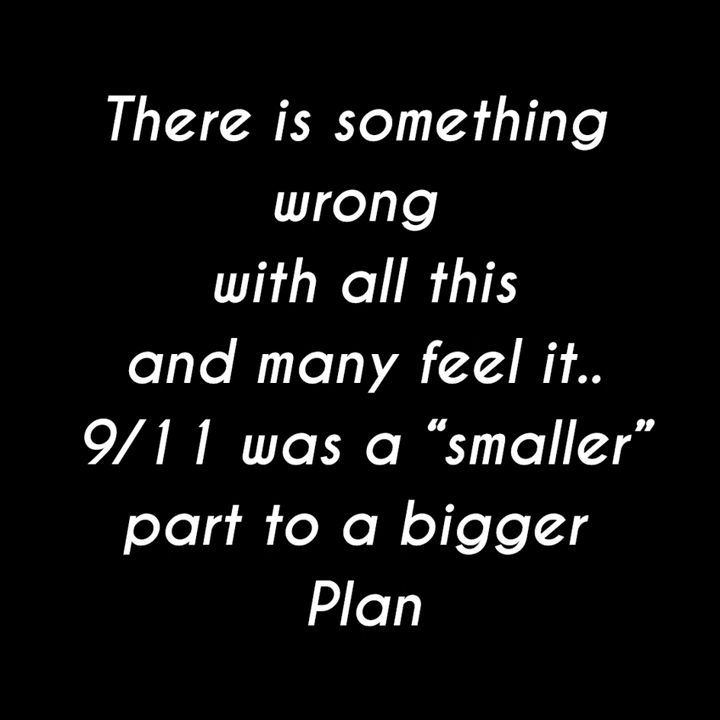 There is something
wrong
with all this
and many feel it..
9/11 was a “smaller”
part to a bigger
Plan